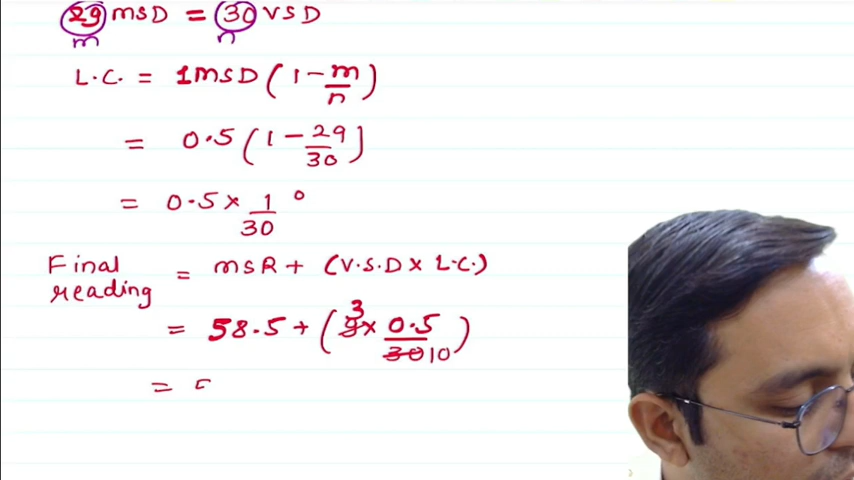 29 MSD = 30 VSD
m n
L.C. = 1MSD (1 - m/n)
= 0.5 (1 - 29/30)
= 0.5 × 1/30 °
Final reading = MSR + (V.S.D × L.C.)
= 58.5 + (9 3 × 0.5/30 10)
= 5